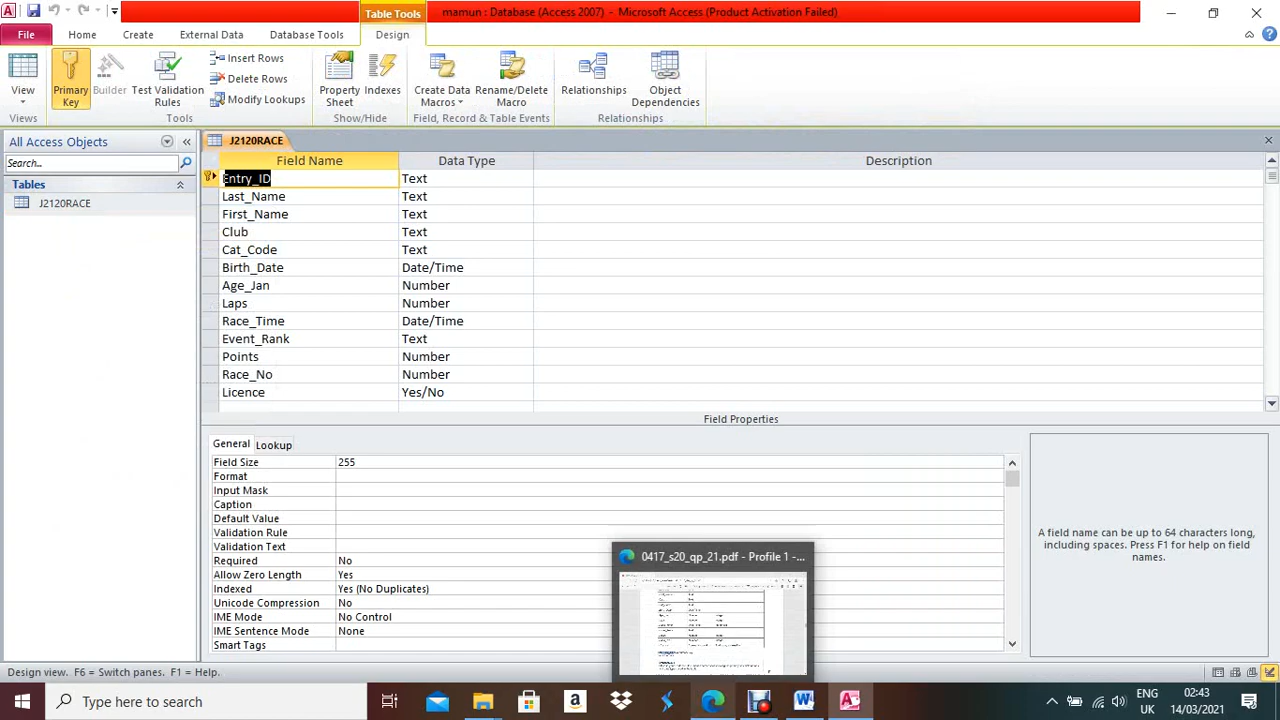 Table Tools
mamun : Database (Access 2007) - Microsoft Access (Product Activation Failed)
File Home Create External Data Database Tools Design
View
Primary Key
Builder
Test Validation Rules
Insert Rows
Delete Rows
Modify Lookups
Property Sheet
Indexes
Create Data Macros
Rename/Delete Macro
Relationships
Object Dependencies
Views Tools Show/Hide Field, Record & Table Events Relationships
All Access Objects
Search...
Tables
J2120RACE
J2120RACE
Field Name Data Type Description
Entry_ID Text
Last_Name Text
First_Name Text
Club Text
Cat_Code Text
Birth_Date Date/Time
Age_Jan Number
Laps Number
Race_Time Date/Time
Event_Rank Text
Points Number
Race_No Number
Licence Yes/No
Field Properties
General Lookup
Field Size 255
Format
Input Mask
Caption
Default Value
Validation Rule
Validation Text
Required No
Allow Zero Length Yes
Indexed Yes (No Duplicates)
Unicode Compression No
IME Mode No Control
IME Sentence Mode None
Smart Tags
A field name can be up to 64 characters long,
including spaces. Press F1 for help on field
names.
0417_s20_qp_21.pdf - Profile 1 -...
Design view. F6 = Switch panes. F1 = Help.
Type here to search
ENG
UK
02:43
14/03/2021